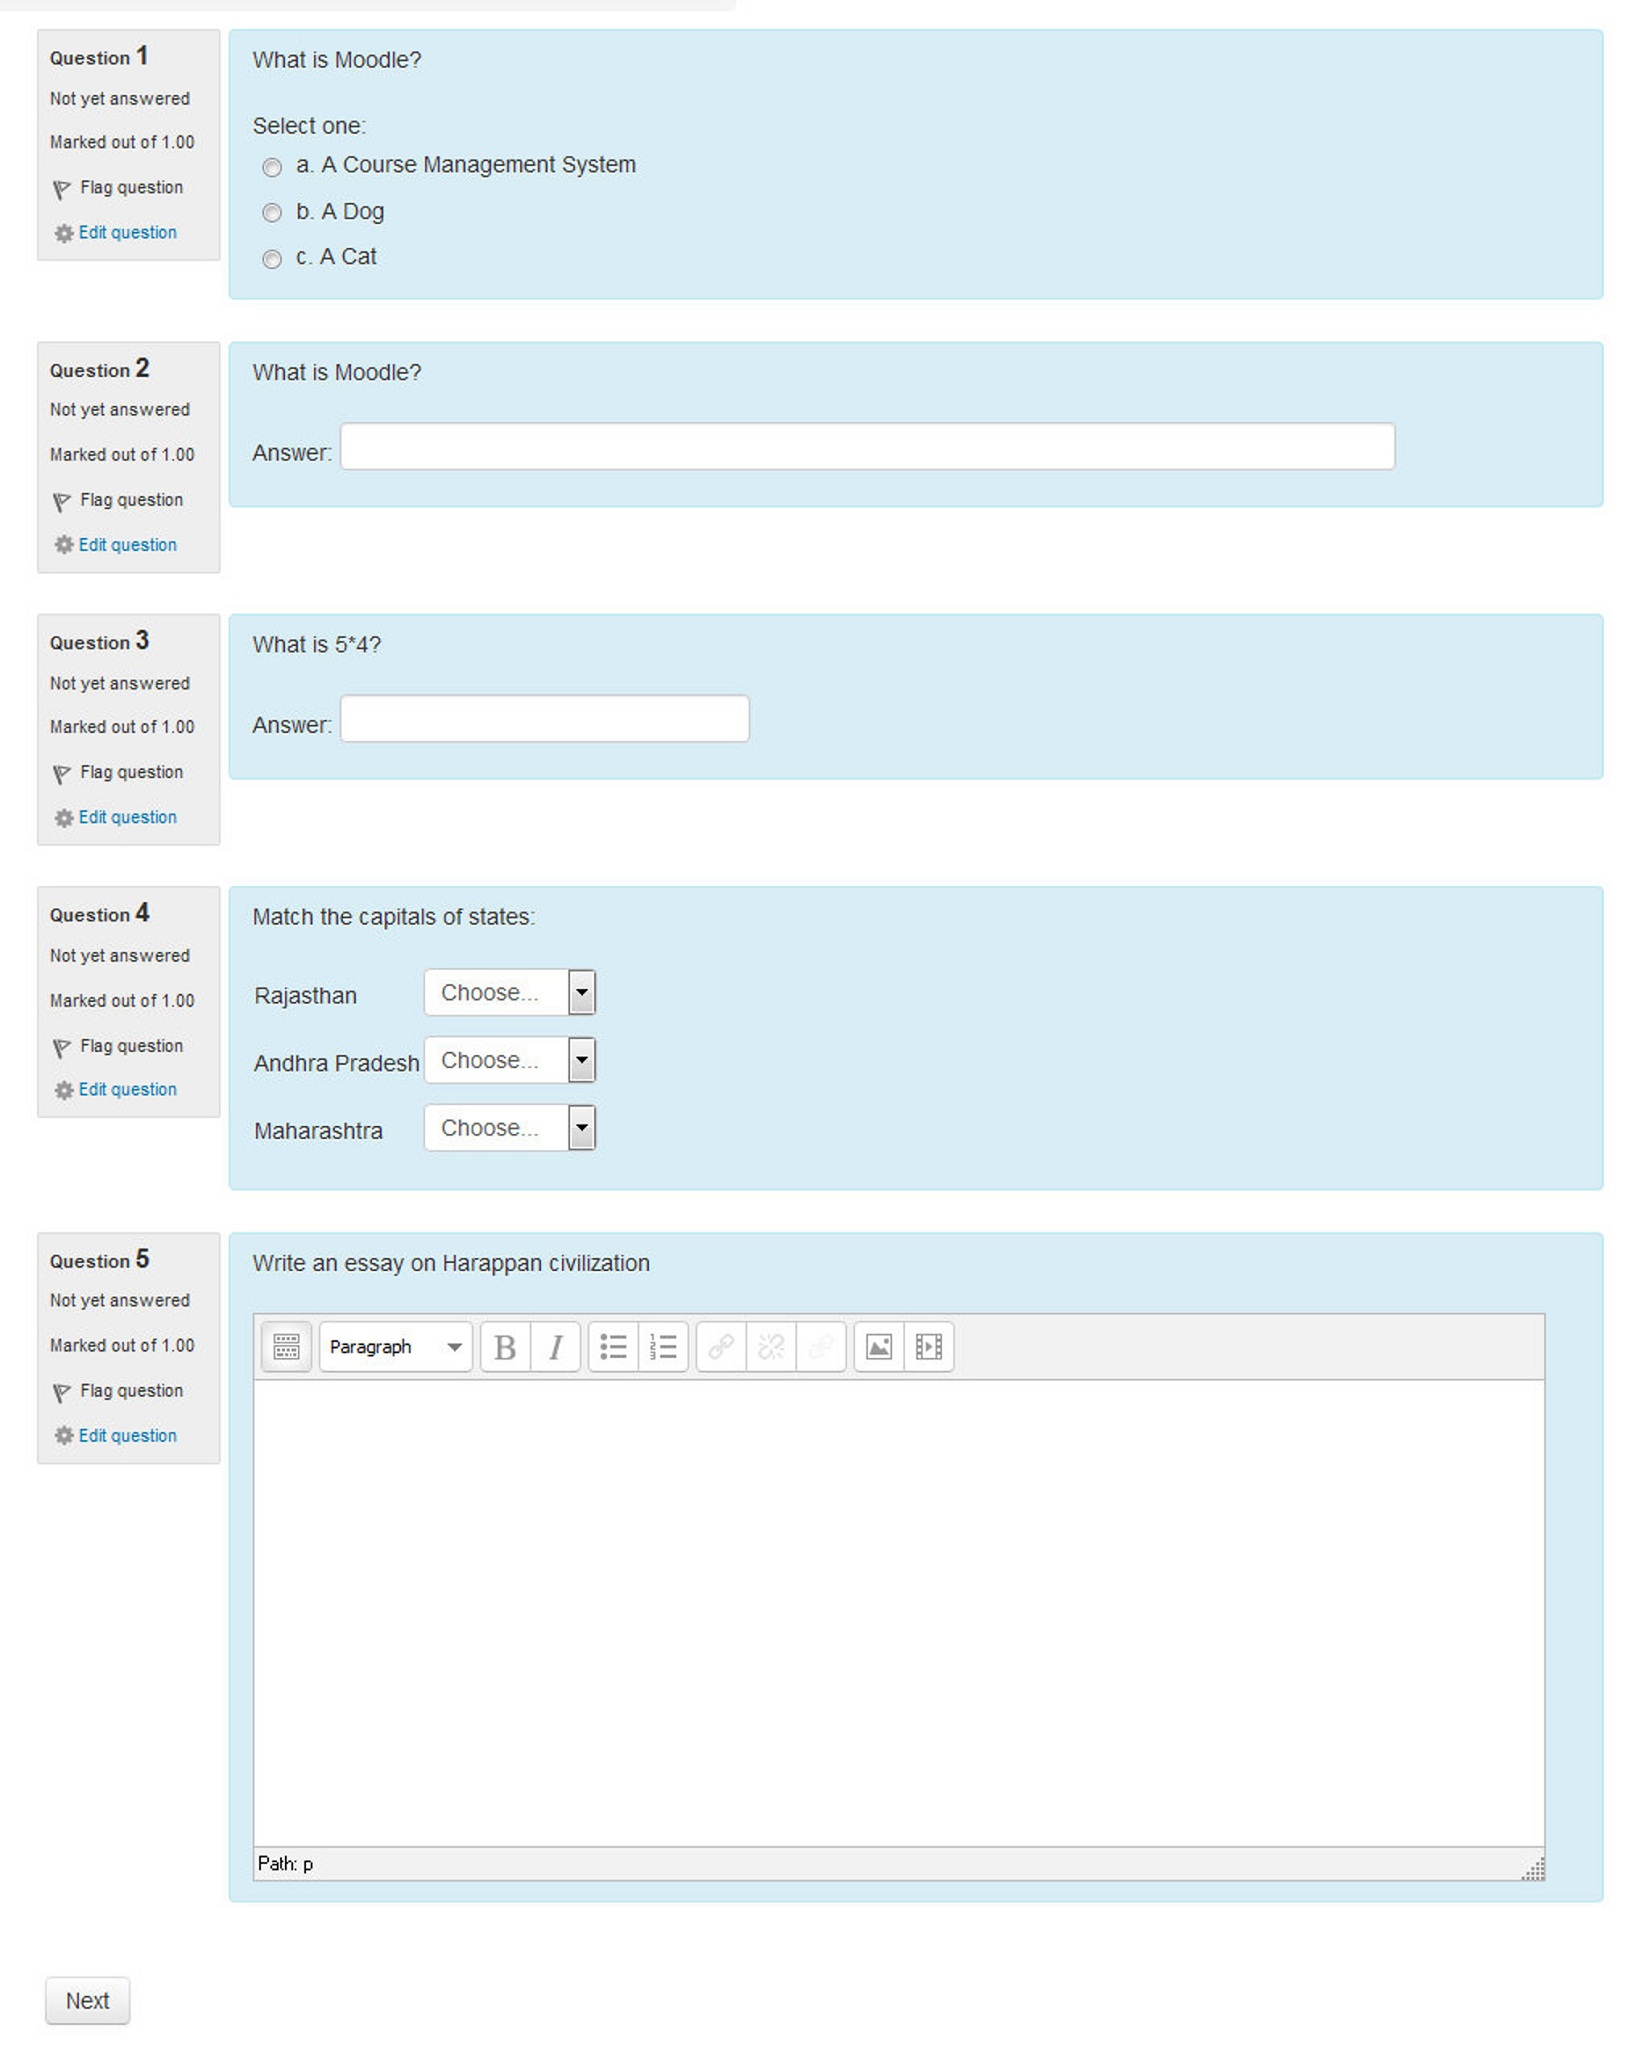 Question 1
Not yet answered
Marked out of 1.00
Flag question
Edit question
What is Moodle?
Select one:
a. A Course Management System
b. A Dog
c. A Cat
Question 2
Not yet answered
Marked out of 1.00
Flag question
Edit question
What is Moodle?
Answer:
Question 3
Not yet answered
Marked out of 1.00
Flag question
Edit question
What is 5*4?
Answer:
Question 4
Not yet answered
Marked out of 1.00
Flag question
Edit question
Match the capitals of states:
Rajasthan Choose...
Andhra Pradesh Choose...
Maharashtra Choose...
Question 5
Not yet answered
Marked out of 1.00
Flag question
Edit question
Write an essay on Harappan civilization
Paragraph B I
Path: p
Next